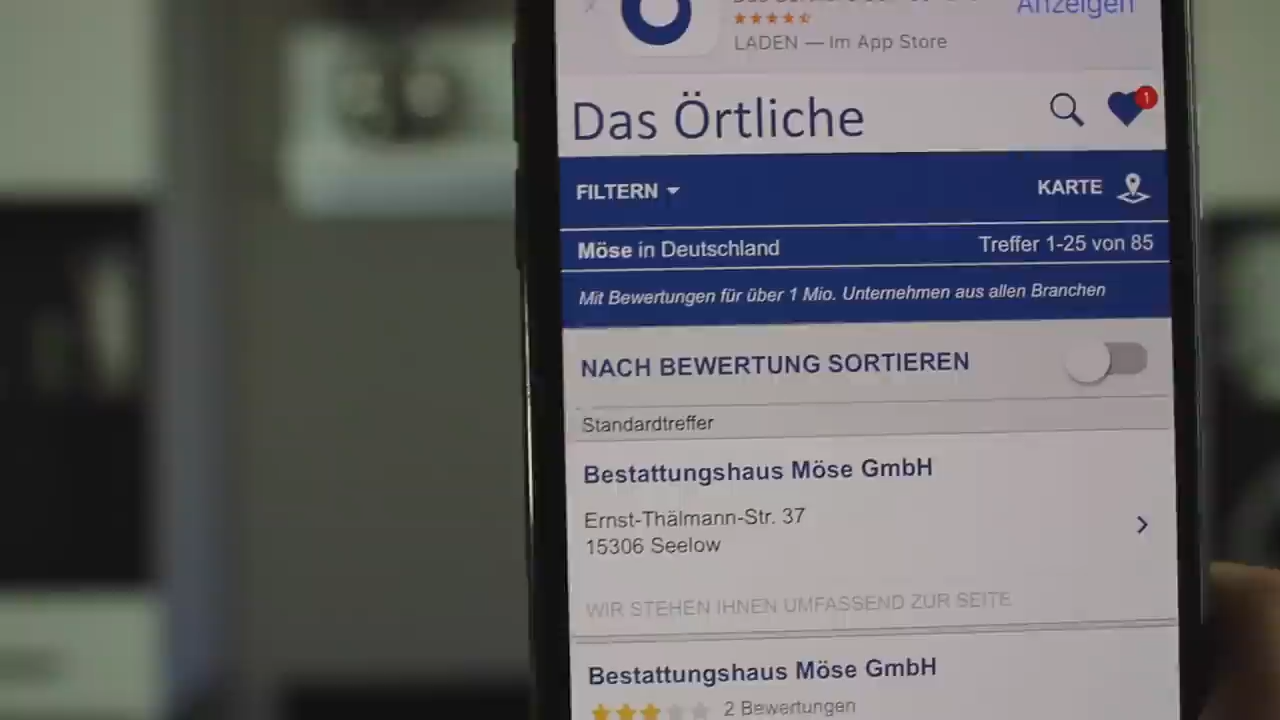 Anzeigen
LADEN — Im App Store
Das Örtliche
1
FILTERN
KARTE
Möse in Deutschland
Treffer 1-25 von 85
Mit Bewertungen für über 1 Mio. Unternehmen aus allen Branchen
NACH BEWERTUNG SORTIEREN
Standardtreffer
Bestattungshaus Möse GmbH
Ernst-Thälmann-Str. 37
15306 Seelow
WIR STEHEN IHNEN UMFASSEND ZUR SEITE
Bestattungshaus Möse GmbH
2 Bewertungen